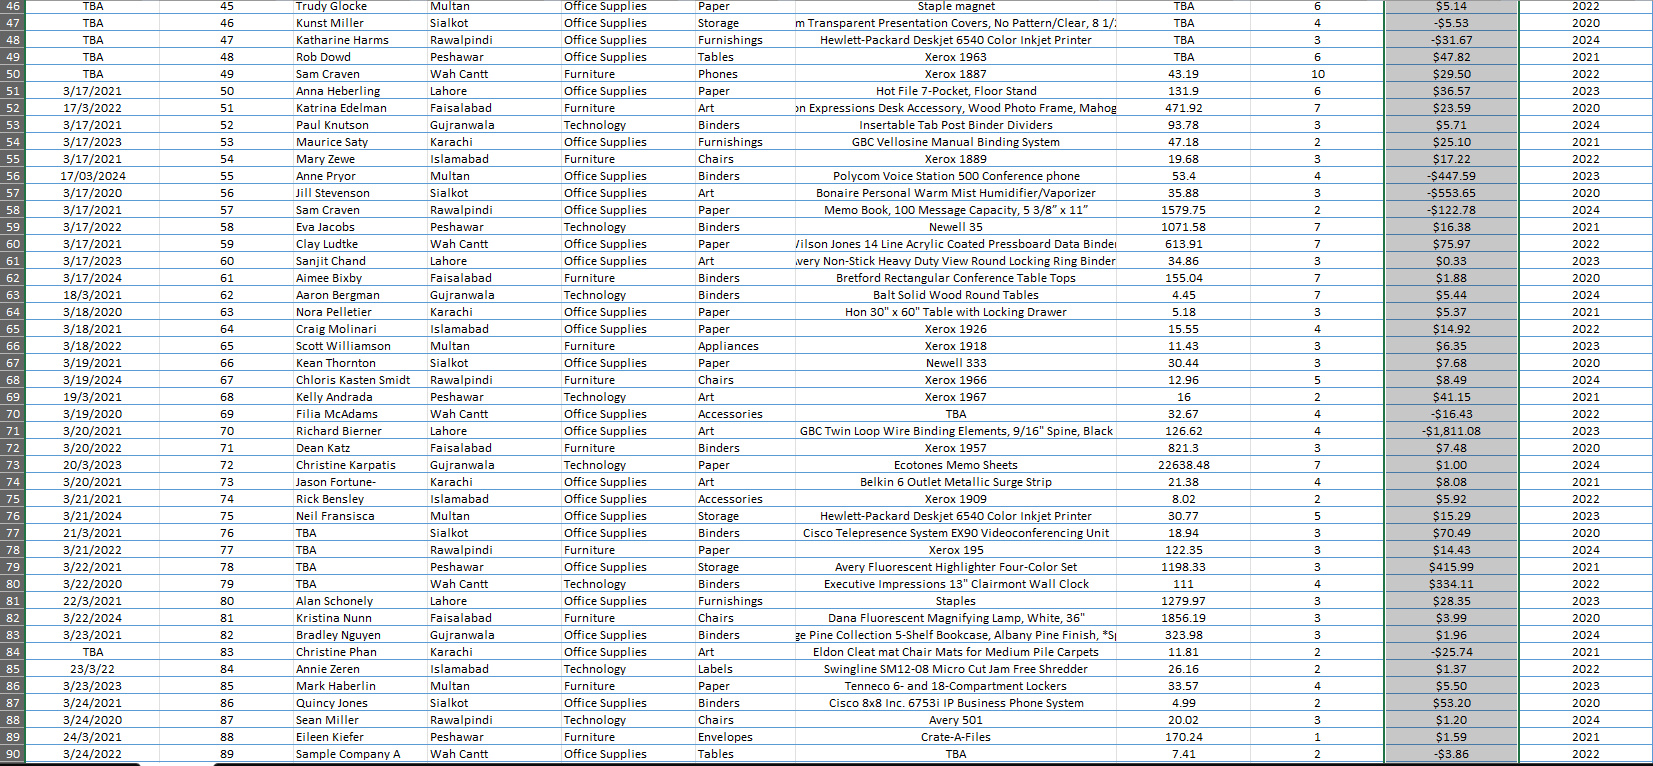 46 TBA 45 Trudy Glocke Multan Office Supplies Paper Staple magnet TBA 6 $5.14 2022
47 TBA 46 Kunst Miller Sialkot Office Supplies Storage m Transparent Presentation Covers, No Pattern/Clear, 8 1/ TBA 4 -$5.53 2020
48 TBA 47 Katharine Harms Rawalpindi Office Supplies Furnishings Hewlett-Packard Deskjet 6540 Color Inkjet Printer TBA 3 -$31.67 2024
49 TBA 48 Rob Dowd Peshawar Office Supplies Tables Xerox 1963 TBA 6 $47.82 2021
50 TBA 49 Sam Craven Wah Cantt Furniture Phones Xerox 1887 43.19 10 $29.50 2022
51 3/17/2021 50 Anna Heberling Lahore Office Supplies Paper Hot File 7-Pocket, Floor Stand 131.9 6 $36.57 2023
52 17/3/2022 51 Katrina Edelman Faisalabad Furniture Art on Expressions Desk Accessory, Wood Photo Frame, Mahog 471.92 7 $23.59 2020
53 3/17/2021 52 Paul Knutson Gujranwala Technology Binders Insertable Tab Post Binder Dividers 93.78 3 $5.71 2024
54 3/17/2023 53 Maurice Saty Karachi Office Supplies Furnishings GBC Vellosine Manual Binding System 47.18 2 $25.10 2021
55 3/17/2021 54 Mary Zewe Islamabad Furniture Chairs Xerox 1889 19.68 3 $17.22 2022
56 17/03/2024 55 Anne Pryor Multan Office Supplies Binders Polycom Voice Station 500 Conference phone 53.4 4 -$447.59 2023
57 3/17/2020 56 Jill Stevenson Sialkot Office Supplies Art Bonaire Personal Warm Mist Humidifier/Vaporizer 35.88 3 -$553.65 2020
58 3/17/2021 57 Sam Craven Rawalpindi Office Supplies Paper Memo Book, 100 Message Capacity, 5 3/8” x 11” 1579.75 2 -$122.78 2024
59 3/17/2022 58 Eva Jacobs Peshawar Technology Binders Newell 35 1071.58 7 $16.38 2021
60 3/17/2021 59 Clay Ludtke Wah Cantt Office Supplies Paper Wilson Jones 14 Line Acrylic Coated Pressboard Data Binder 613.91 7 $75.97 2022
61 3/17/2023 60 Sanjit Chand Lahore Office Supplies Art Avery Non-Stick Heavy Duty View Round Locking Ring Binder 34.86 3 $0.33 2023
62 3/17/2024 61 Aimee Bixby Faisalabad Furniture Binders Bretford Rectangular Conference Table Tops 155.04 7 $1.88 2020
63 18/3/2021 62 Aaron Bergman Gujranwala Technology Binders Balt Solid Wood Round Tables 4.45 7 $5.44 2024
64 3/18/2020 63 Nora Pelletier Karachi Office Supplies Paper Hon 30" x 60" Table with Locking Drawer 5.18 3 $5.37 2021
65 3/18/2021 64 Craig Molinari Islamabad Office Supplies Paper Xerox 1926 15.55 4 $14.92 2022
66 3/18/2022 65 Scott Williamson Multan Furniture Appliances Xerox 1918 11.43 3 $6.35 2023
67 3/19/2021 66 Kean Thornton Sialkot Office Supplies Paper Newell 333 30.44 3 $7.68 2020
68 3/19/2024 67 Chloris Kasten Smidt Rawalpindi Furniture Chairs Xerox 1966 12.96 5 $8.49 2024
69 19/3/2021 68 Kelly Andrada Peshawar Technology Art Xerox 1967 16 2 $41.15 2021
70 3/19/2020 69 Filia McAdams Wah Cantt Office Supplies Accessories TBA 32.67 4 -$16.43 2022
71 3/20/2021 70 Richard Bierner Lahore Office Supplies Art GBC Twin Loop Wire Binding Elements, 9/16" Spine, Black 126.62 4 -$1,811.08 2023
72 3/20/2022 71 Dean Katz Faisalabad Furniture Binders Xerox 1957 821.3 3 $7.48 2020
73 20/3/2023 72 Christine Karpatis Gujranwala Technology Paper Ecotones Memo Sheets 22638.48 7 $1.00 2024
74 3/20/2021 73 Jason Fortune- Karachi Office Supplies Art Belkin 6 Outlet Metallic Surge Strip 21.38 4 $8.08 2021
75 3/21/2021 74 Rick Bensley Islamabad Office Supplies Accessories Xerox 1909 8.02 2 $5.92 2022
76 3/21/2024 75 Neil Fransisca Multan Office Supplies Storage Hewlett-Packard Deskjet 6540 Color Inkjet Printer 30.77 5 $15.29 2023
77 21/3/2021 76 TBA Sialkot Office Supplies Binders Cisco Telepresence System EX90 Videoconferencing Unit 18.94 3 $70.49 2020
78 3/21/2022 77 TBA Rawalpindi Furniture Paper Xerox 195 122.35 3 $14.43 2024
79 3/22/2021 78 TBA Peshawar Office Supplies Storage Avery Fluorescent Highlighter Four-Color Set 1198.33 3 $415.99 2021
80 3/22/2020 79 TBA Wah Cantt Technology Binders Executive Impressions 13" Clairmont Wall Clock 111 4 $334.11 2022
81 22/3/2021 80 Alan Schonely Lahore Office Supplies Furnishings Staples 1279.97 3 $28.35 2023
82 3/22/2024 81 Kristina Nunn Faisalabad Furniture Chairs Dana Fluorescent Magnifying Lamp, White, 36" 1856.19 3 $3.99 2020
83 3/23/2021 82 Bradley Nguyen Gujranwala Office Supplies Binders ge Pine Collection 5-Shelf Bookcase, Albany Pine Finish, *Sp 323.98 3 $1.96 2024
84 TBA 83 Christine Phan Karachi Office Supplies Art Eldon Cleat mat Chair Mats for Medium Pile Carpets 11.81 2 -$25.74 2021
85 23/3/22 84 Annie Zeren Islamabad Technology Labels Swingline SM12-08 Micro Cut Jam Free Shredder 26.16 2 $1.37 2022
86 3/23/2023 85 Mark Haberlin Multan Furniture Paper Tenneco 6- and 18-Compartment Lockers 33.57 4 $5.50 2023
87 3/24/2021 86 Quincy Jones Sialkot Office Supplies Binders Cisco 8x8 Inc. 6753i IP Business Phone System 4.99 2 $53.20 2020
88 3/24/2020 87 Sean Miller Rawalpindi Technology Chairs Avery 501 20.02 3 $1.20 2024
89 24/3/2021 88 Eileen Kiefer Peshawar Furniture Envelopes Crate-A-Files 170.24 1 $1.59 2021
90 3/24/2022 89 Sample Company A Wah Cantt Office Supplies Tables TBA 7.41 2 -$3.86 2022